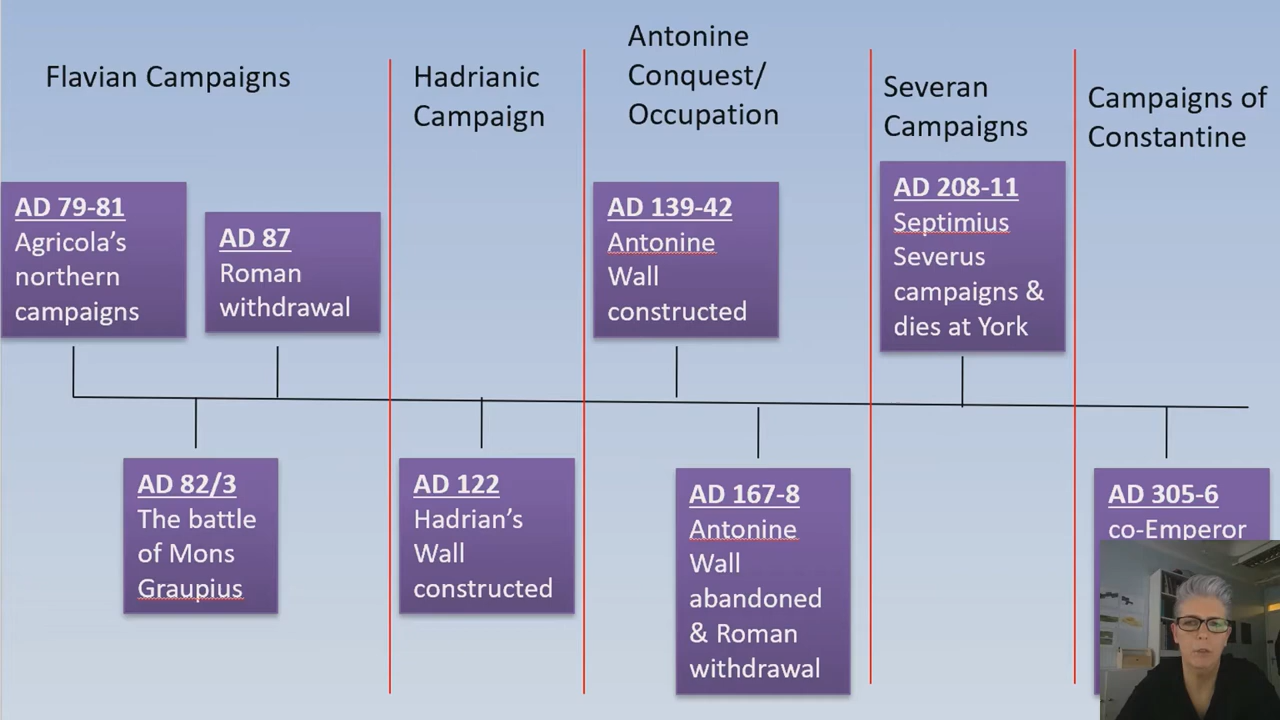 Flavian Campaigns
Hadrianic
Campaign
Antonine
Conquest/
Occupation
Severan
Campaigns
Campaigns of
Constantine
AD 79-81
Agricola’s
northern
campaigns
AD 87
Roman
withdrawal
AD 139-42
Antonine
Wall
constructed
AD 208-11
Septimius
Severus
campaigns &
dies at York
AD 82/3
The battle
of Mons
Graupius
AD 122
Hadrian’s
Wall
constructed
AD 167-8
Antonine
Wall
abandoned
& Roman
withdrawal
AD 305-6
co-Emperor